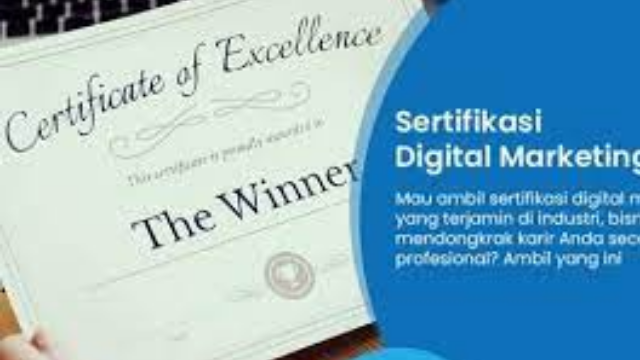 Certificate of Excellence
This certificate is proudly awarded to
The Winner
Sertifikasi
Digital Marketing
Mau ambil sertifikasi digital m
yang terjamin di industri, bisn
mendongkrak karir Anda seca
profesional? Ambil yang ini